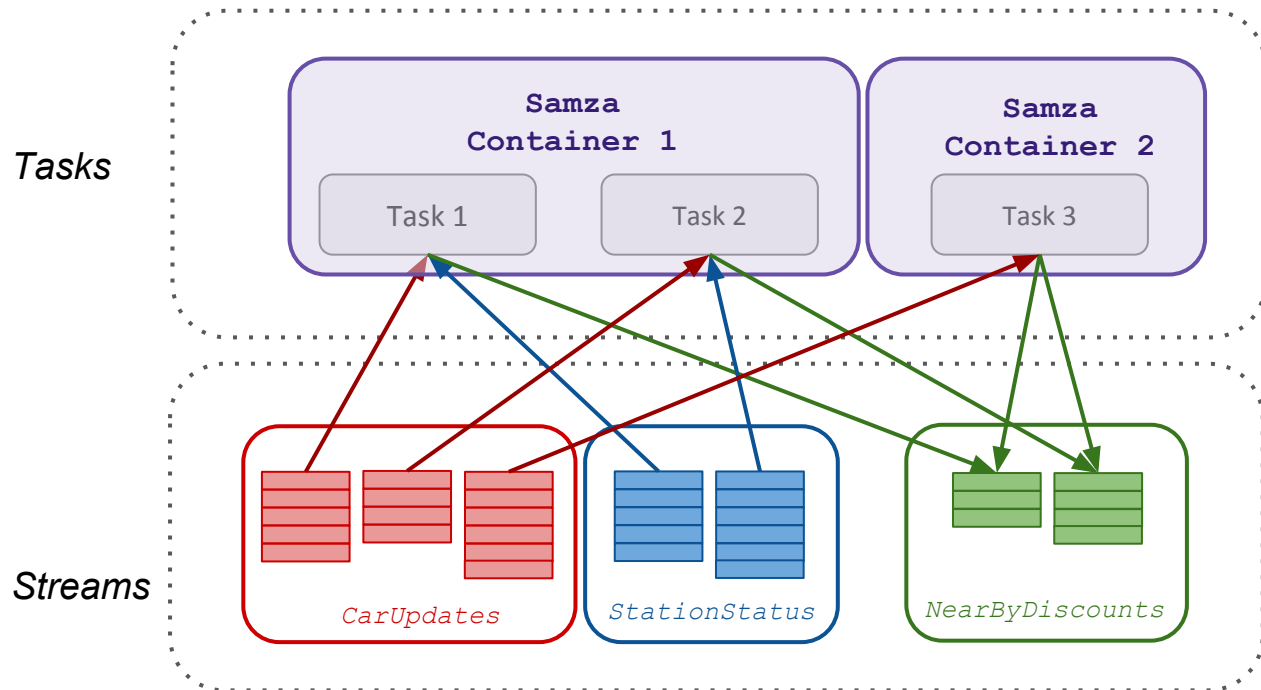 Samza
Container 1
Samza
Container 2
Tasks
Task 1
Task 2
Task 3
CarUpdates
StationStatus
NearByDiscounts
Streams